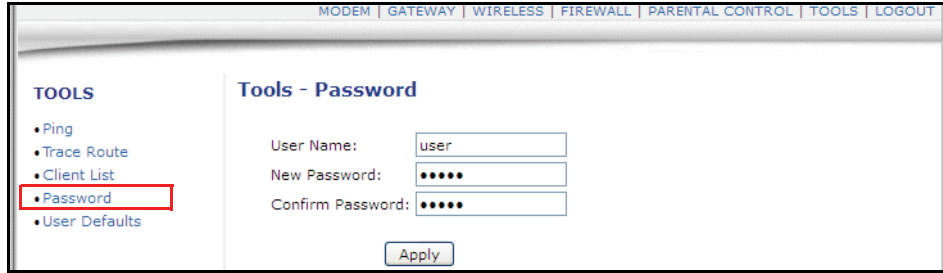 MODEM | GATEWAY | WIRELESS | FIREWALL | PARENTAL CONTROL | TOOLS | LOGOUT
TOOLS
•Ping
•Trace Route
•Client List
•Password
•User Defaults
Tools - Password
User Name: user
New Password: •••••
Confirm Password: •••••
Apply